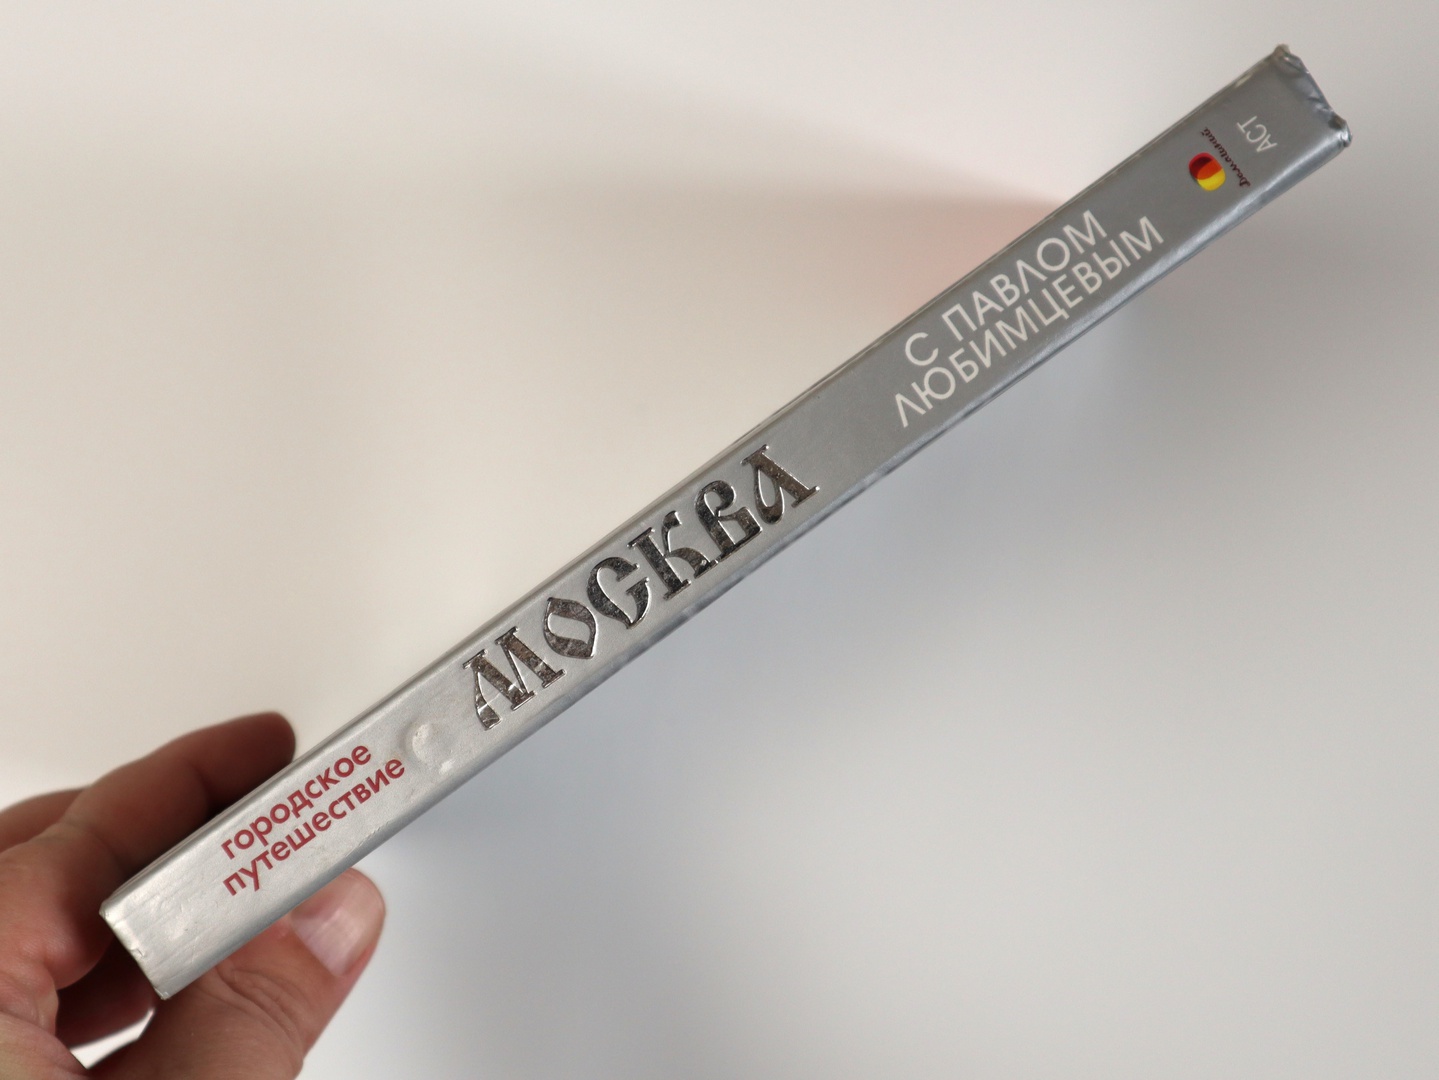 городское
путешествие
МОСКВА
С ПАВЛОМ
ЛЮБИМЦЕВЫМ
АСТ